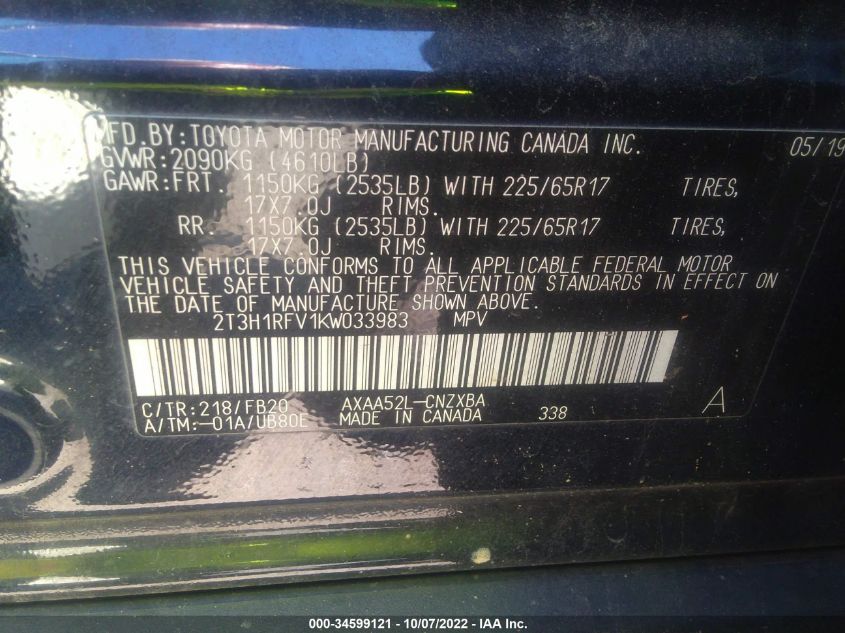 MFD.BY:TOYOTA MOTOR MANUFACTURING CANADA INC. 05/19
GVWR:2090KG (4610LB)
GAWR:FRT. 1150KG (2535LB) WITH 225/65R17 TIRES,
17X7.0J RIMS.
RR. 1150KG (2535LB) WITH 225/65R17 TIRES,
17X7.0J RIMS.
THIS VEHICLE CONFORMS TO ALL APPLICABLE FEDERAL MOTOR
VEHICLE SAFETY AND THEFT PREVENTION STANDARDS IN EFFECT ON
THE DATE OF MANUFACTURE SHOWN ABOVE.
2T3H1RFV1KW033983 MPV
C/TR:218/FB20 AXAA52L-CNZXBA A
A/TM:-01A/UB80E MADE IN CANADA 338
000-34599121 - 10/07/2022 - IAA Inc.